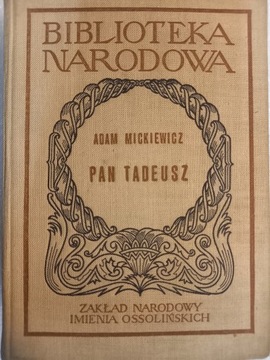 BIBLIOTEKA
NARODOWA
ADAM MICKIEWICZ
PAN TADEUSZ
ZAKŁAD NARODOWY
IMIENIA OSSOLIŃSKICH